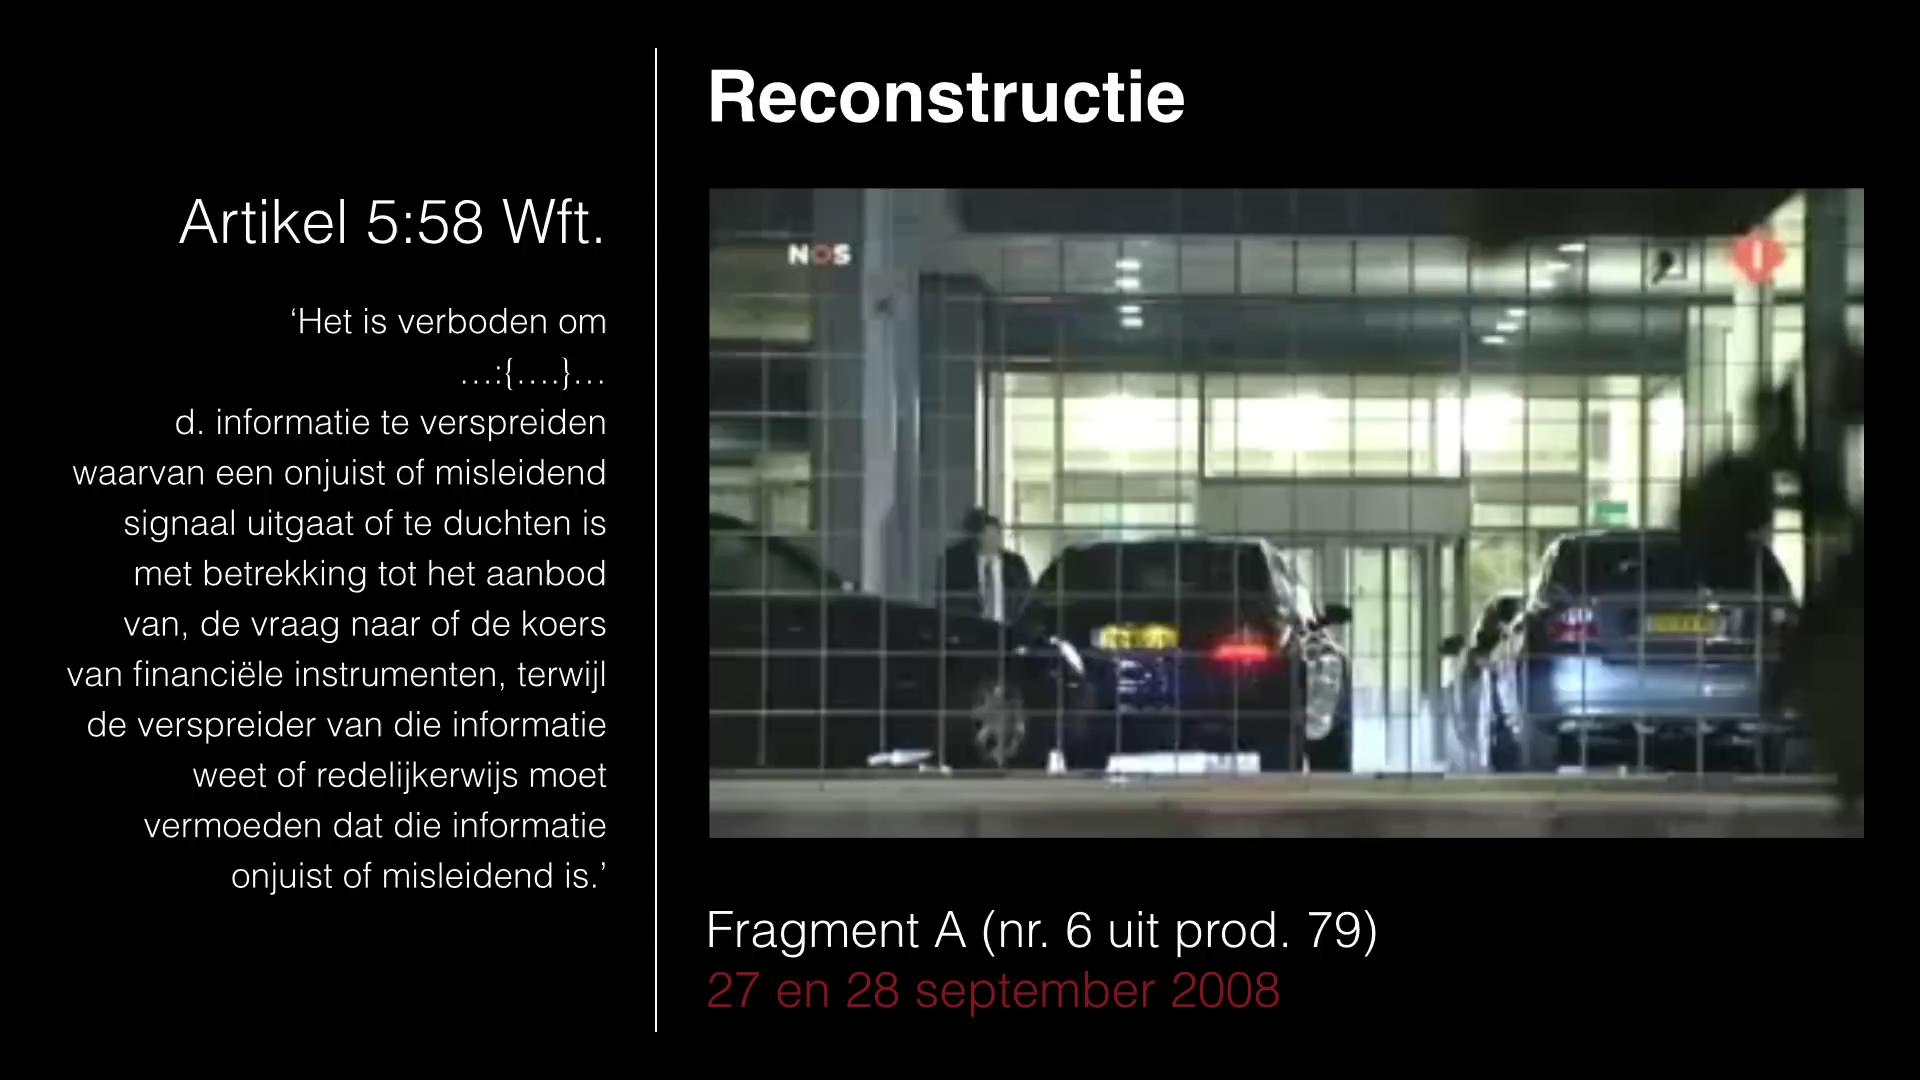 Reconstructie
Artikel 5:58 Wft.
‘Het is verboden om
…:{….}…
d. informatie te verspreiden
waarvan een onjuist of misleidend
signaal uitgaat of te duchten is
met betrekking tot het aanbod
van, de vraag naar of de koers
van financiële instrumenten, terwijl
de verspreider van die informatie
weet of redelijkerwijs moet
vermoeden dat die informatie
onjuist of misleidend is.’
NOS
Fragment A (nr. 6 uit prod. 79)
27 en 28 september 2008